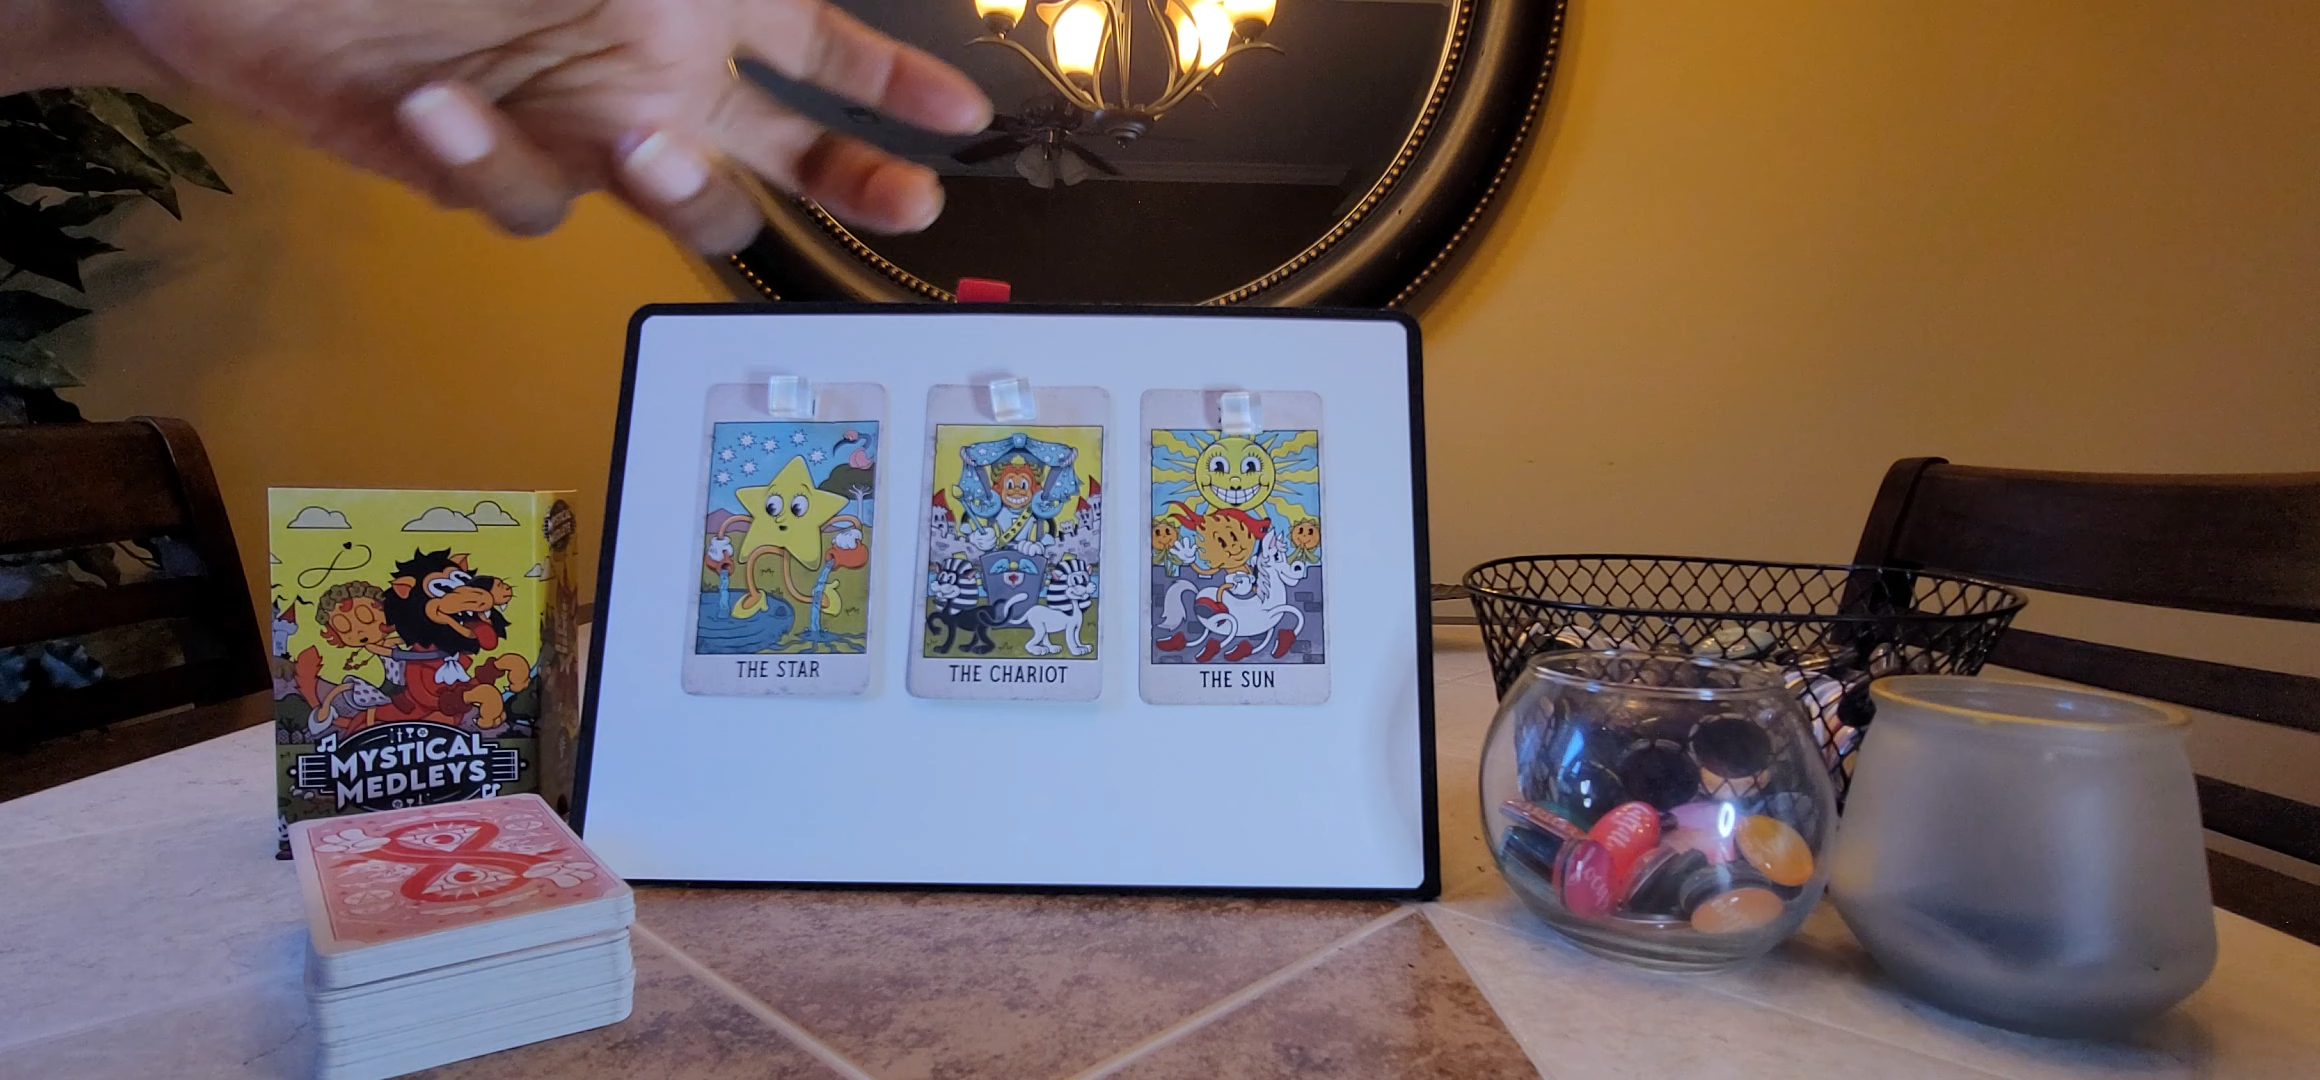 THE STAR
THE CHARIOT
THE SUN
MYSTICAL
MEDLEYS